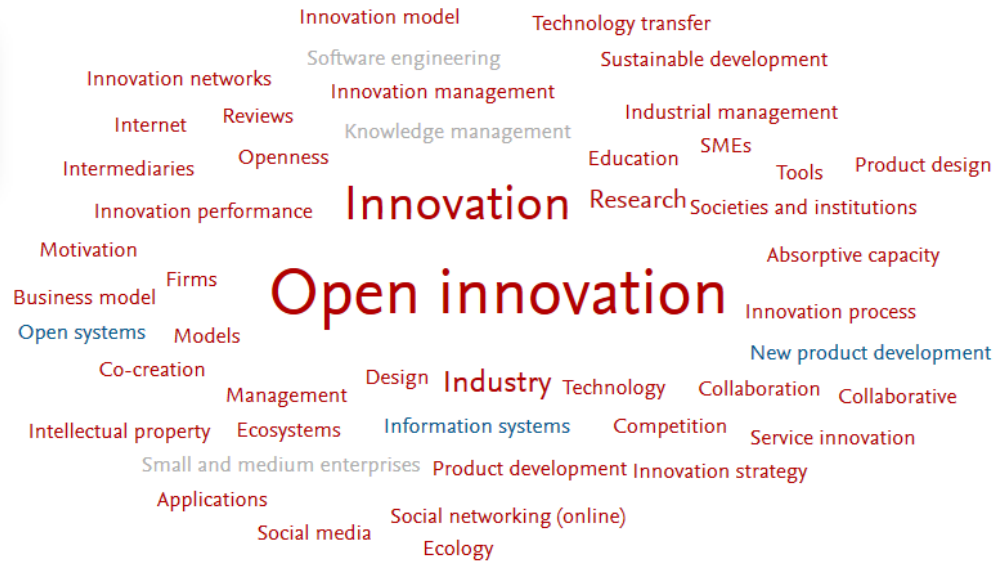 Innovation model
Technology transfer
Software engineering
Sustainable development
Innovation networks
Innovation management
Industrial management
Internet
Reviews
Knowledge management
SMEs
Intermediaries
Openness
Education
Tools
Product design
Innovation performance
Innovation
Research
Societies and institutions
Motivation
Absorptive capacity
Firms
Business model
Open innovation
Innovation process
Open systems
Models
New product development
Co-creation
Management
Design
Industry
Technology
Collaboration
Collaborative
Intellectual property
Ecosystems
Information systems
Competition
Service innovation
Small and medium enterprises
Product development
Innovation strategy
Applications
Social networking (online)
Social media
Ecology